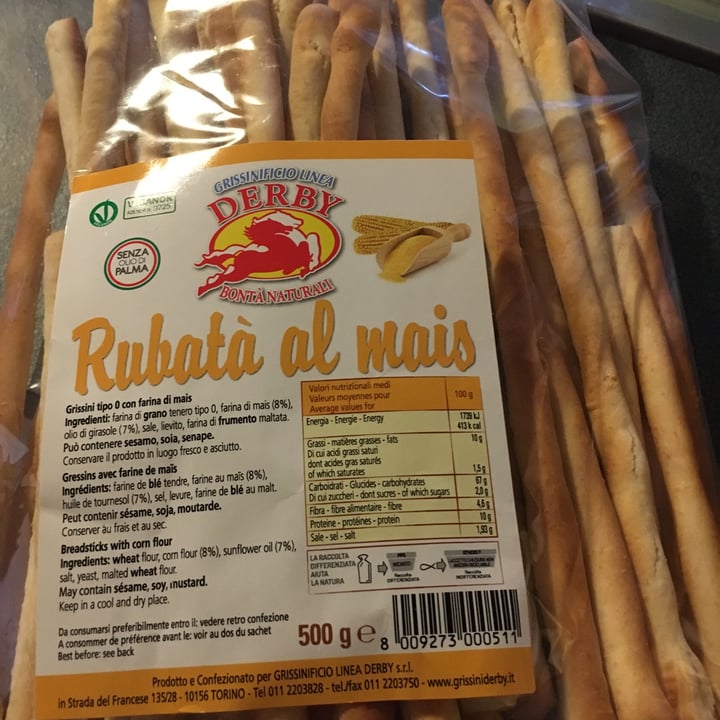 GRISSINIFICIO LINEA
DERBY
BONTÀ NATURALI
VEGANOK
SENZA
OLIO DI
PALMA
Rubatà al mais
Grissini tipo 0 con farina di mais
Ingredienti: farina di grano tenero tipo 0, farina di mais (8%),
olio di girasole (7%), sale, lievito, farina di frumento maltata.
Può contenere sesamo, soia, senape.
Conservare il prodotto in luogo fresco e asciutto.
Gressins avec farine de maïs
Ingrédients: farine de blé tendre, farine au maïs (8%),
huile de tournesol (7%), sel, levure, farine de blé au malt.
Peut contenir sésame, soja, moutarde.
Conserver àu frais et au sec.
Breadsticks with corn flour
Ingredients: wheat flour, corn flour (8%), sunflower oil (7%),
salt, yeast, malted wheat flour.
May contain sésame, soy, mustard.
Keep in a cool and dry place.
Valori nutrizionali medi
Valeurs moyennes pour
Average values for
100 g
Energia - Energie - Energy
1739 kJ
413 k cal
Grassi - matières grasses - fats 10 g
Di cui acidi grassi saturi
dont acides gras saturés
of which saturates 1,5 g
Carboidrati - Glucides - carbohydrates 67 g
Di cui zuccheri - dont sucres - of which sugars 2,0 g
Fibra - fibre alimentaire - fibre 4,6 g
Proteine - protéines - protein 10 g
Sale - sel - salt 1,93 g
LA RACCOLTA
DIFFERENZIATA
AIUTA
LA NATURA
INCARTO
Raccolta
DIFFERENZIATA
Raccolta
INDIFFERENZIATA
Da consumarsi preferibilmente entro il: vedere retro confezione
A consommer de préférence avant le: voir au dos du sachet
Best before: see back
500 g e
8 009273 000511
Prodotto e Confezionato per GRISSINIFICIO LINEA DERBY s.r.l.
in Strada del Francese 135/28 - 10156 TORINO - Tel 011 2203828 - tel./fax 011 2203750 - www.grissiniderby.it